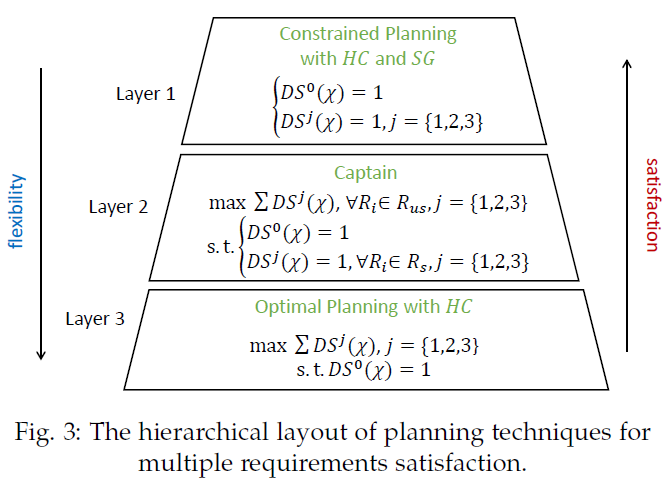 Constrained Planning
with HC and SG
Layer 1
DS⁰(χ) = 1
DSʲ(χ) = 1, j = {1,2,3}
flexibility
satisfaction
Captain
Layer 2
max ∑ DSʲ(χ), ∀Rᵢ∈ Rᵤₛ, j = {1,2,3}
s. t. { DS⁰(χ) = 1
DSʲ(χ) = 1, ∀Rᵢ∈ Rₛ, j = {1,2,3}
Layer 3
Optimal Planning with HC
max ∑ DSʲ(χ), j = {1,2,3}
s. t. DS⁰(χ) = 1
Fig. 3: The hierarchical layout of planning techniques for
multiple requirements satisfaction.